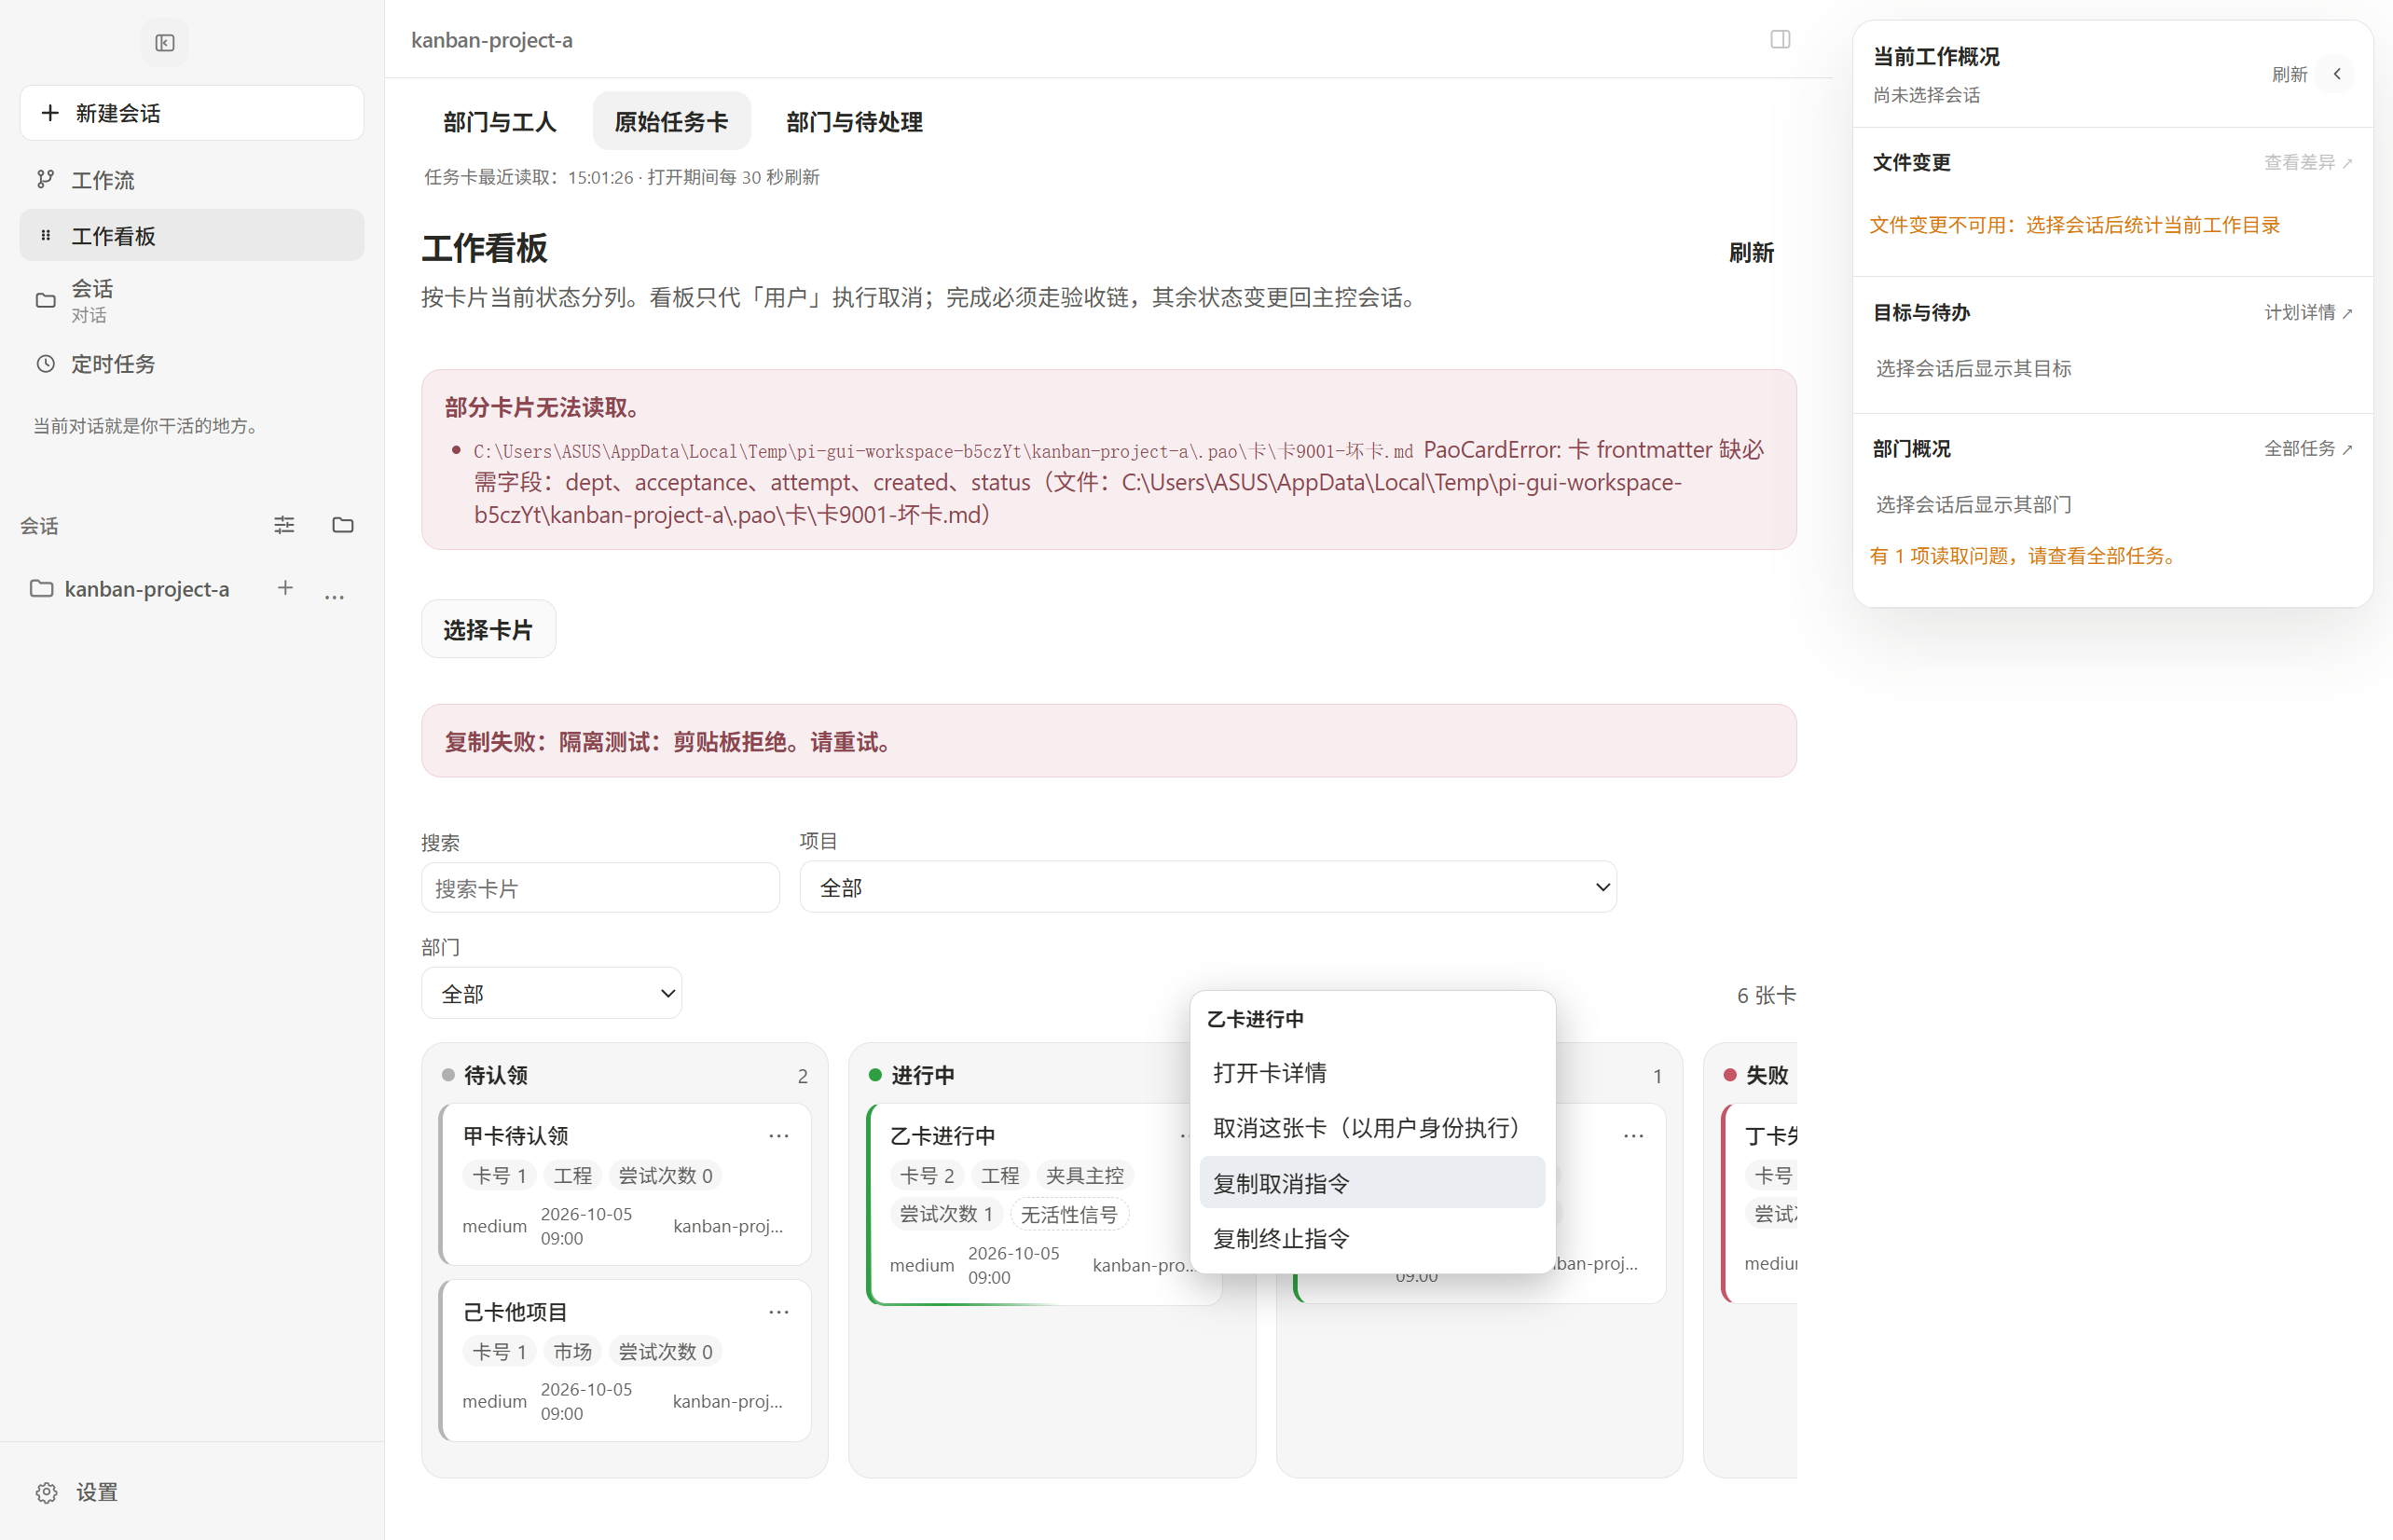 新建会话
工作流
工作看板
会话
对话
定时任务
当前对话就是你干活的地方。
会话
kanban-project-a
设置
kanban-project-a
部门与工人
原始任务卡
部门与待处理
任务卡最近读取：15:01:26 · 打开期间每 30 秒刷新
工作看板
刷新
按卡片当前状态分列。看板只代「用户」执行取消；完成必须走验收链，其余状态变更回主控会话。
部分卡片无法读取。
C:\Users\ASUS\AppData\Local\Temp\pi-gui-workspace-b5czYt\kanban-project-a\.pao\卡\卡9001-坏卡.md PaoCardError: 卡 frontmatter 缺必
需字段：dept、acceptance、attempt、created、status（文件：C:\Users\ASUS\AppData\Local\Temp\pi-gui-workspace-
b5czYt\kanban-project-a\.pao\卡\卡9001-坏卡.md）
选择卡片
复制失败：隔离测试：剪贴板拒绝。请重试。
搜索
搜索卡片
项目
全部
部门
全部
6 张卡
待认领
2
甲卡待认领
...
卡号 1
工程
尝试次数 0
medium
2026-10-05
09:00
kanban-proj...
己卡他项目
...
卡号 1
市场
尝试次数 0
medium
2026-10-05
09:00
kanban-proj...
进行中
乙卡进行中
卡号 2
工程
夹具主控
尝试次数 1
无活性信号
medium
2026-10-05
09:00
kanban-pro...
乙卡进行中
打开卡详情
取消这张卡（以用户身份执行）
复制取消指令
复制终止指令
1
...
ban-proj...
09:00
失败
丁卡失
卡号
尝试
medium
当前工作概况
尚未选择会话
刷新
文件变更
查看差异 ↗
文件变更不可用：选择会话后统计当前工作目录
目标与待办
计划详情 ↗
选择会话后显示其目标
部门概况
全部任务 ↗
选择会话后显示其部门
有 1 项读取问题，请查看全部任务。